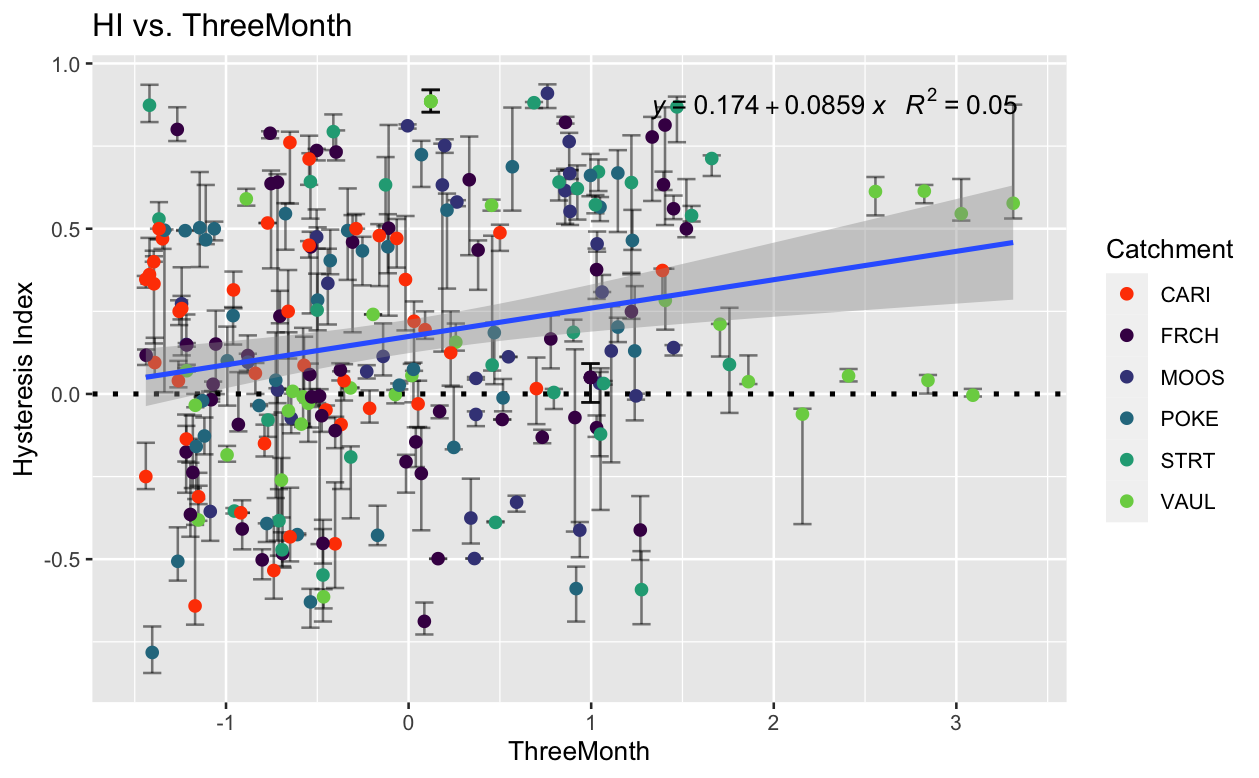 HI vs. ThreeMonth
y = 0.174 + 0.0859 x R² = 0.05
1.0
0.5
0.0
-0.5
Hysteresis Index
-1
0
1
2
3
ThreeMonth
Catchment
CARI
FRCH
MOOS
POKE
STRT
VAUL